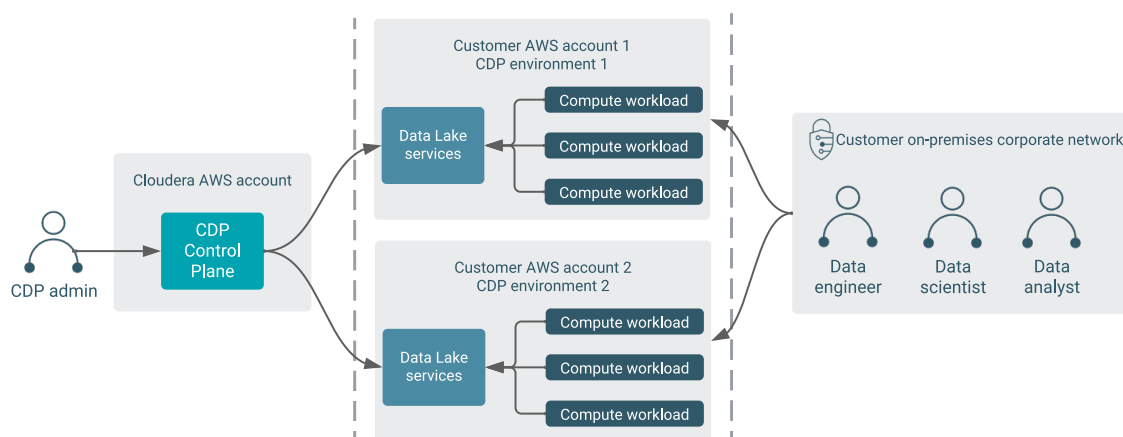 CDP admin
Cloudera AWS account
CDP
Control
Plane
Customer AWS account 1
CDP environment 1
Data Lake
services
Compute workload
Compute workload
Compute workload
Customer AWS account 2
CDP environment 2
Data Lake
services
Compute workload
Compute workload
Compute workload
Customer on-premises corporate network
Data
engineer
Data
scientist
Data
analyst